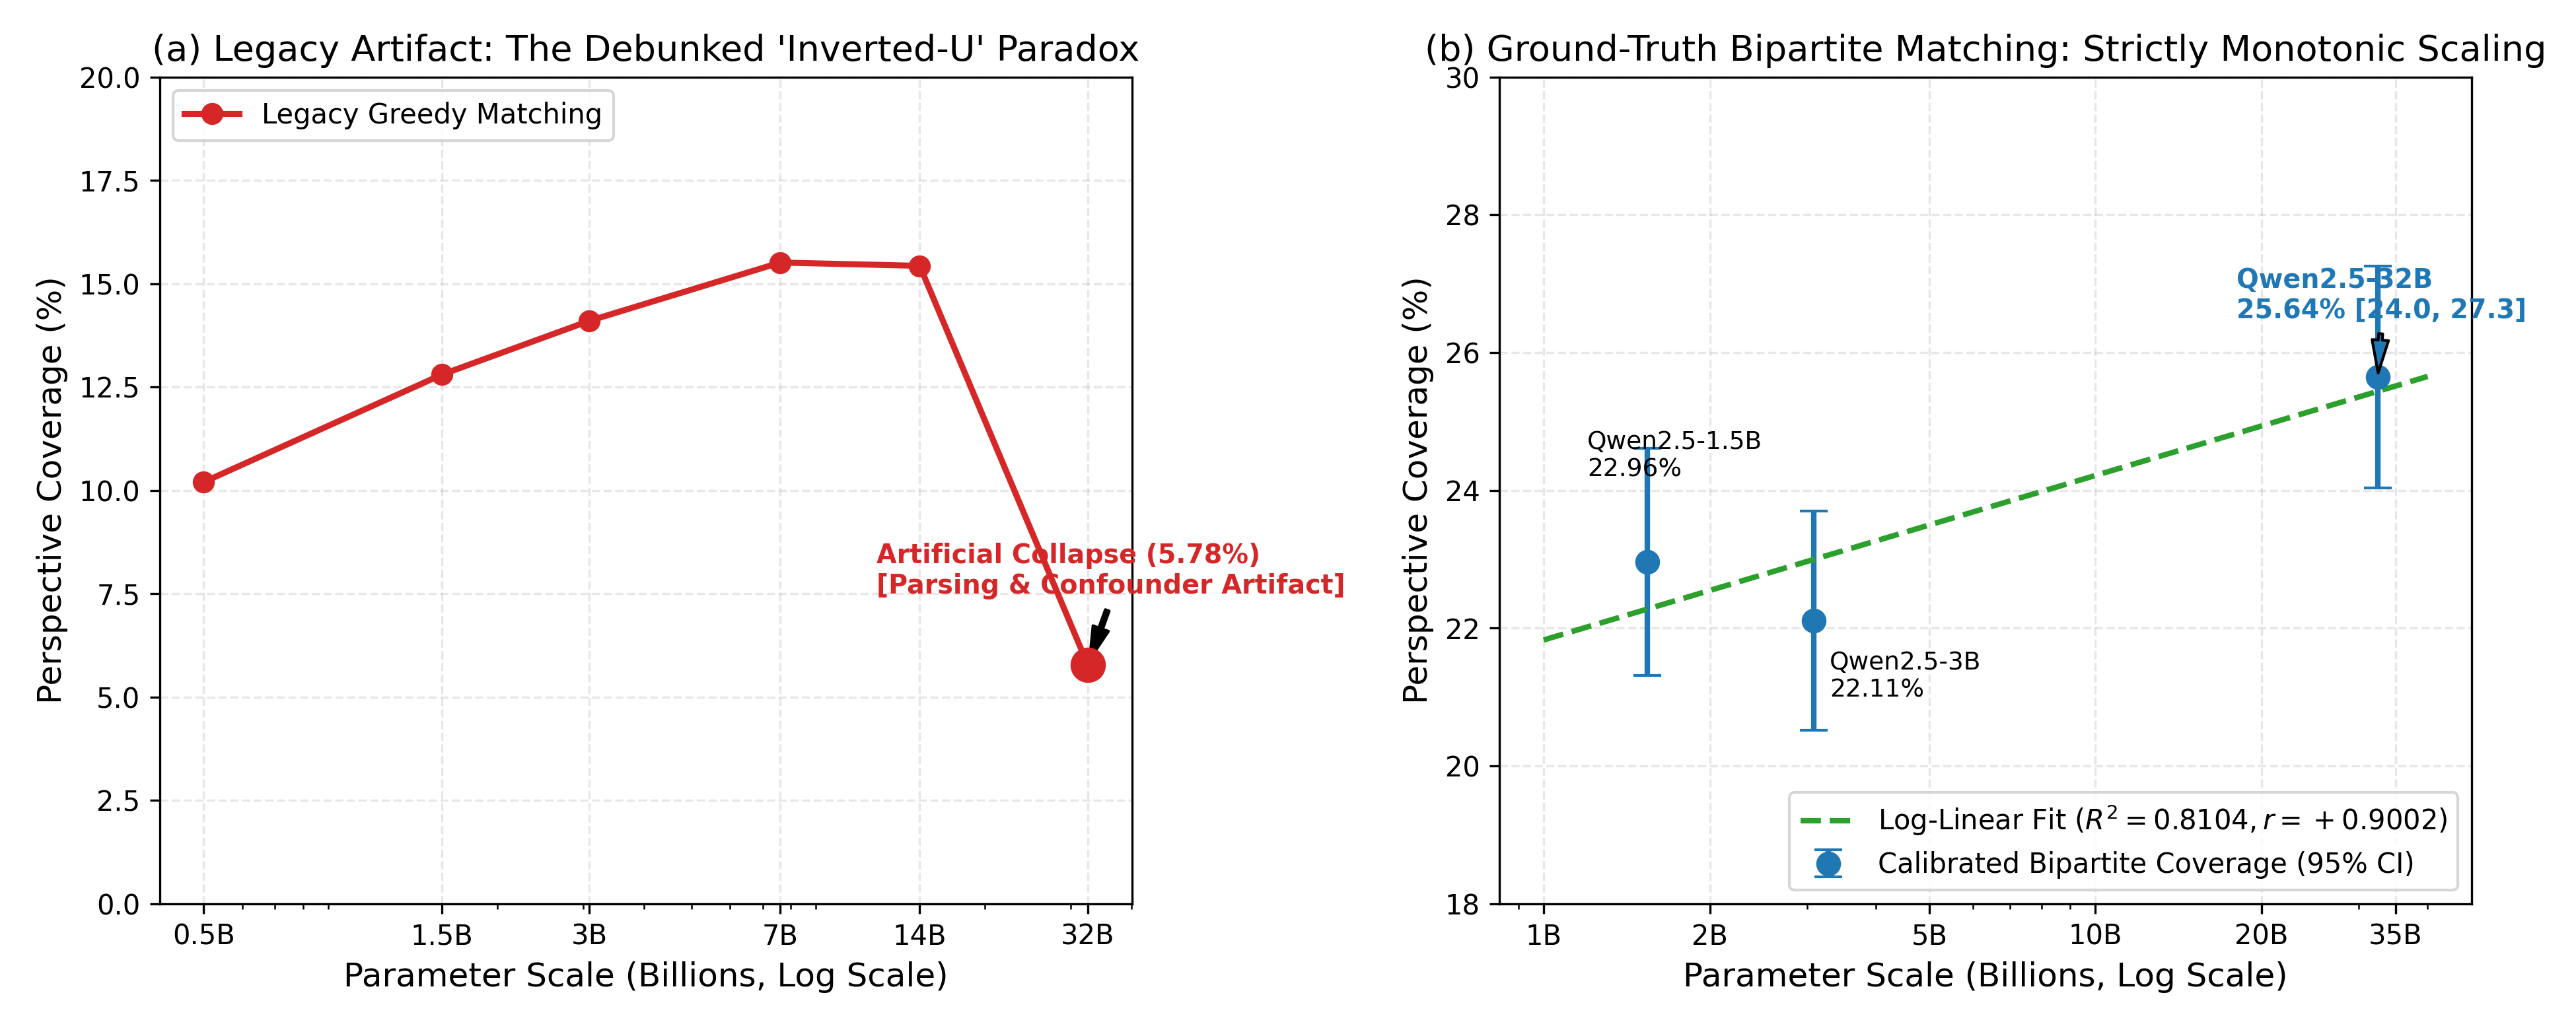 (a) Legacy Artifact: The Debunked 'Inverted-U' Paradox
20.0
17.5
15.0
12.5
10.0
7.5
5.0
2.5
0.0
Perspective Coverage (%)
Legacy Greedy Matching
Artificial Collapse (5.78%)
[Parsing & Confounder Artifact]
0.5B 1.5B 3B 7B 14B 32B
Parameter Scale (Billions, Log Scale)
(b) Ground-Truth Bipartite Matching: Strictly Monotonic Scaling
30
28
26
24
22
20
18
Perspective Coverage (%)
Qwen2.5-32B
25.64% [24.0, 27.3]
Qwen2.5-1.5B
22.96%
Qwen2.5-3B
22.11%
Log-Linear Fit (R² = 0.8104, r = +0.9002)
Calibrated Bipartite Coverage (95% CI)
1B 2B 5B 10B 20B 35B
Parameter Scale (Billions, Log Scale)